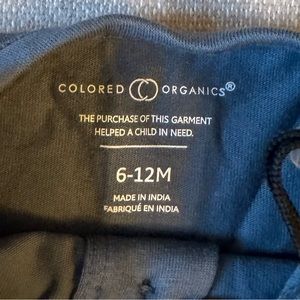 COLORED CC ORGANICS®
THE PURCHASE OF THIS GARMENT
HELPED A CHILD IN NEED.
6-12M
MADE IN INDIA
FABRIQUÉ EN INDIA